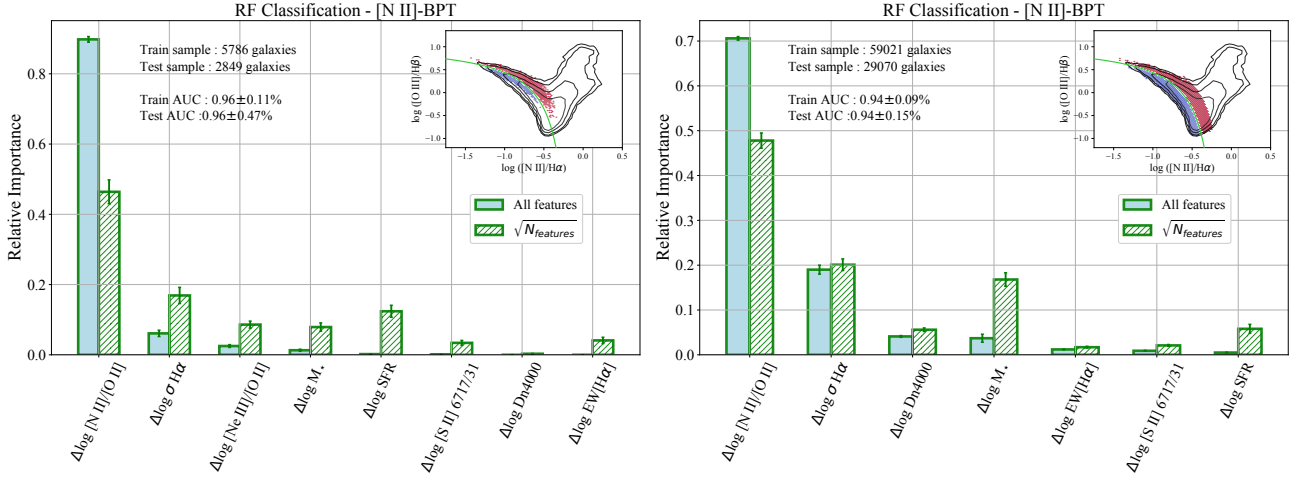 RF Classification - [N II]-BPT
Relative Importance
0.8
0.6
0.4
0.2
0.0
Train sample : 5786 galaxies
Test sample : 2849 galaxies
Train AUC : 0.96±0.11%
Test AUC :0.96±0.47%
log ([O III]/Hβ)
1.0
0.5
0.0
−0.5
−1.0
−1.5
−1.0
−0.5
0.0
0.5
log ([N II]/Hα)
All features
√N_features
Δlog [N II]/[O II]
Δlog σ Hα
Δlog [Ne III]/[O II]
Δlog M⋆
Δlog SFR
Δlog [S II] 6717/31
Δlog Dn4000
Δlog EW[Hα]
RF Classification - [N II]-BPT
Relative Importance
0.7
0.6
0.5
0.4
0.3
0.2
0.1
0.0
Train sample : 59021 galaxies
Test sample : 29070 galaxies
Train AUC : 0.94±0.09%
Test AUC :0.94±0.15%
log ([O III]/Hβ)
1.0
0.5
0.0
−0.5
−1.0
−1.5
−1.0
−0.5
0.0
0.5
log ([N II]/Hα)
All features
√N_features
Δlog [N II]/[O II]
Δlog σ Hα
Δlog Dn4000
Δlog M⋆
Δlog EW[Hα]
Δlog [S II] 6717/31
Δlog SFR